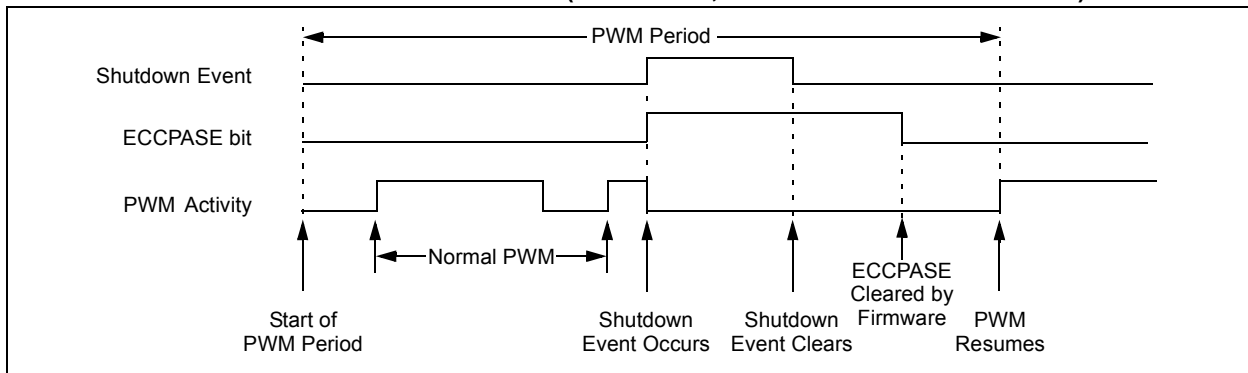 PWM Period
Shutdown Event
ECCPASE bit
PWM Activity
Normal PWM
Start of
PWM Period
Shutdown
Event Occurs
Shutdown
Event Clears
ECCPASE
Cleared by
Firmware
PWM
Resumes